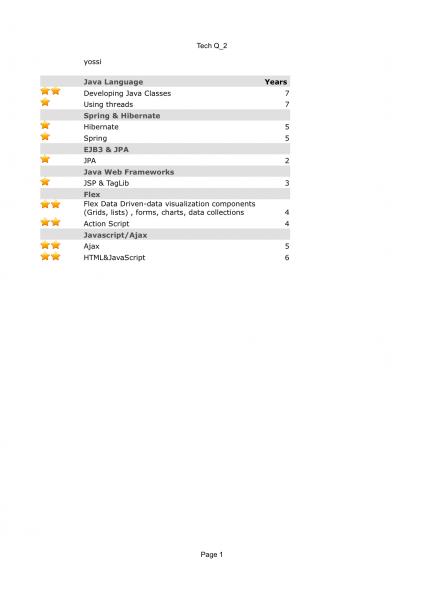 Tech Q_2
yossi
Java Language Years
Developing Java Classes 7
Using threads 7
Spring & Hibernate
Hibernate 5
Spring 5
EJB3 & JPA
JPA 2
Java Web Frameworks
JSP & TagLib 3
Flex
Flex Data Driven-data visualization components
(Grids, lists) , forms, charts, data collections 4
Action Script 4
Javascript/Ajax
Ajax 5
HTML&JavaScript 6
Page 1